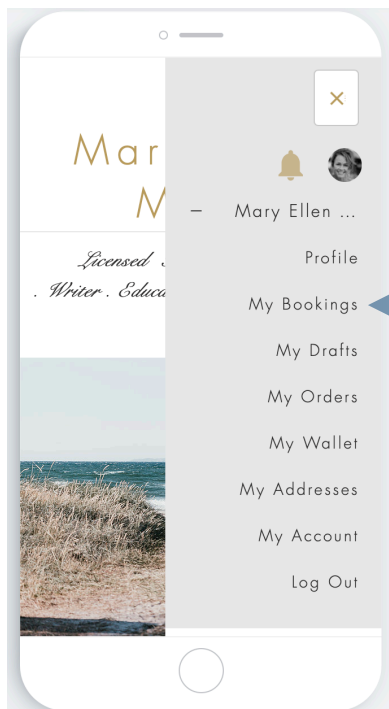 Mar
M
Licensed
. Writer . Educa
×
– Mary Ellen ...
Profile
My Bookings
My Drafts
My Orders
My Wallet
My Addresses
My Account
Log Out